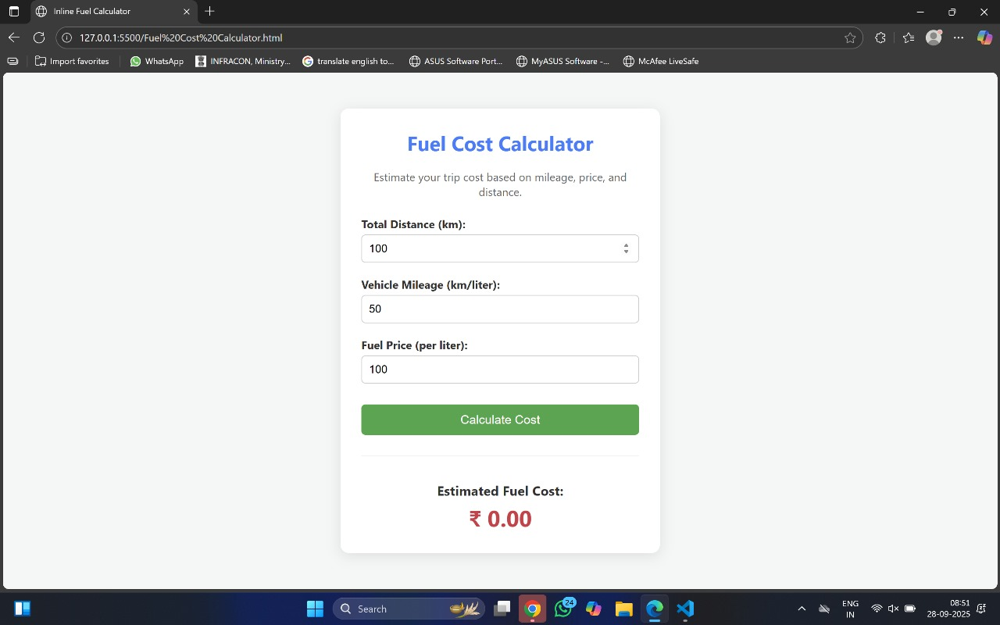 Inline Fuel Calculator
127.0.0.1:5500/Fuel%20Cost%20Calculator.html
Import favorites
WhatsApp
INFRACON, Ministry...
translate english to...
ASUS Software Port...
MyASUS Software -...
McAfee LiveSafe
Fuel Cost Calculator
Estimate your trip cost based on mileage, price, and
distance.
Total Distance (km):
100
Vehicle Mileage (km/liter):
50
Fuel Price (per liter):
100
Calculate Cost
Estimated Fuel Cost:
₹ 0.00
Search
24
ENG
IN
08:51
28-09-2025